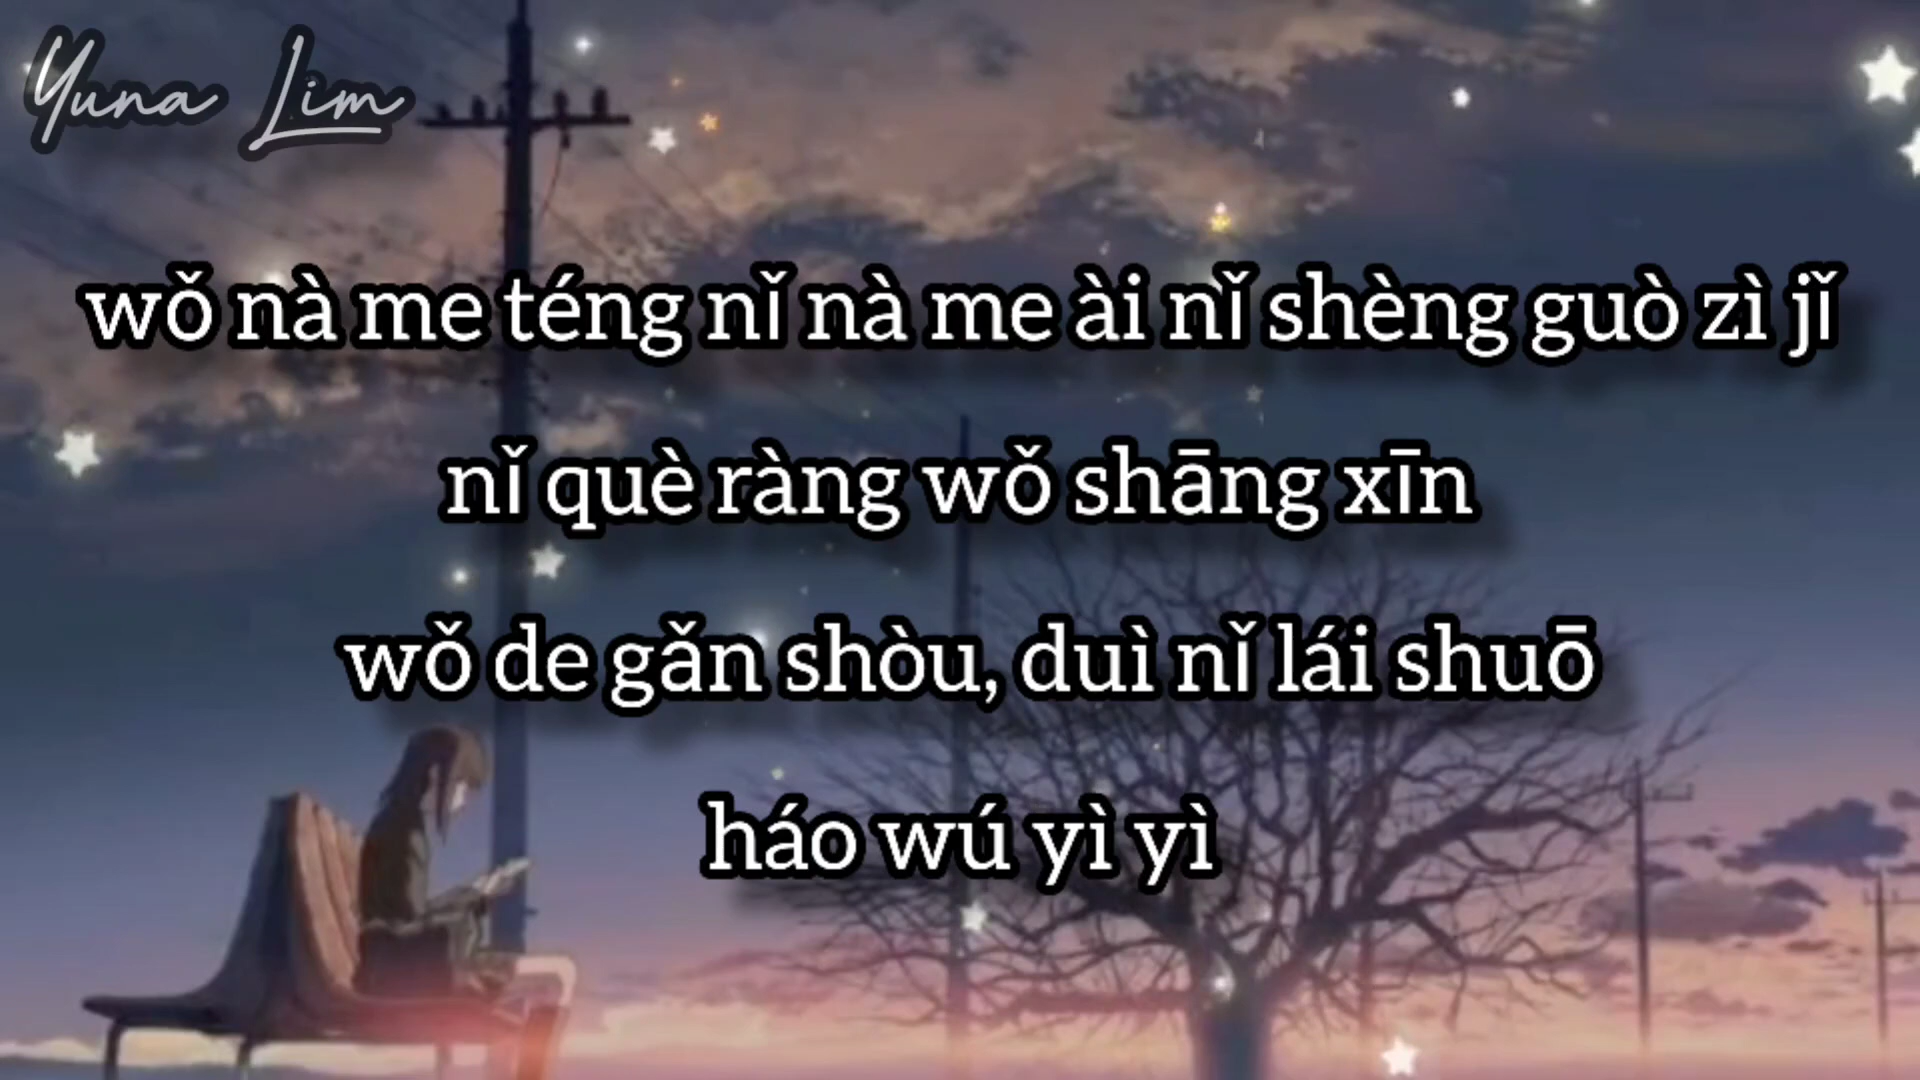 Yuna Lim
wǒ nà me téng nǐ nà me ài nǐ shèng guò zì jǐ
nǐ què ràng wǒ shāng xīn
wǒ de gǎn shòu, duì nǐ lái shuō
háo wú yì yì